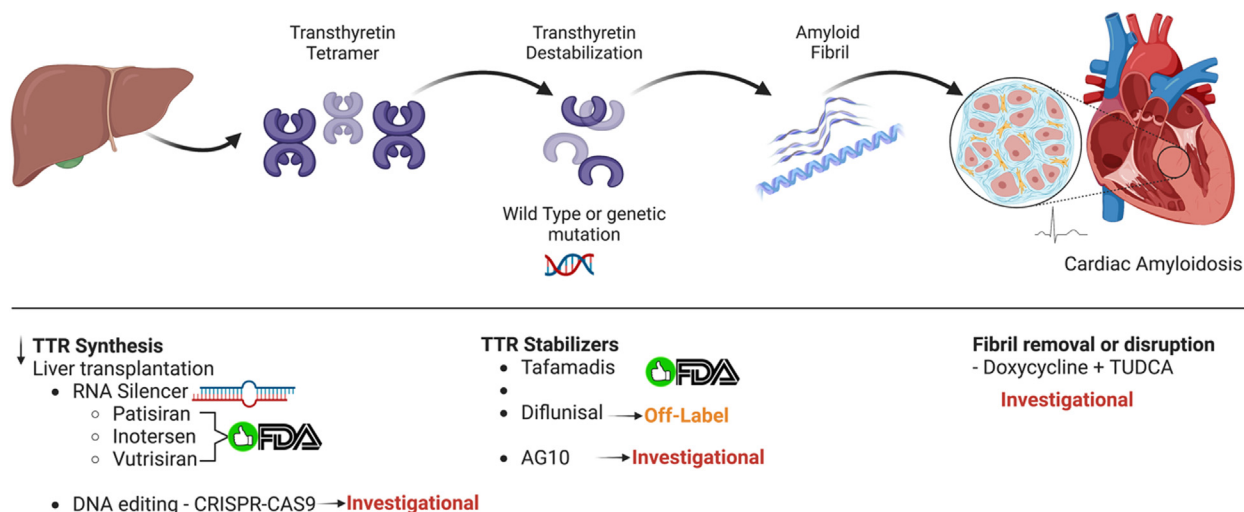 Transthyretin
Tetramer
Transthyretin
Destabilization
Amyloid
Fibril
Wild Type or genetic
mutation
Cardiac Amyloidosis
TTR Synthesis
Liver transplantation
• RNA Silencer
○ Patisiran
○ Inotersen
○ Vutrisiran
FDA
• DNA editing - CRISPR-CAS9 → Investigational
TTR Stabilizers
• Tafamadis FDA
•
• Diflunisal → Off-Label
• AG10 → Investigational
Fibril removal or disruption
- Doxycycline + TUDCA
Investigational